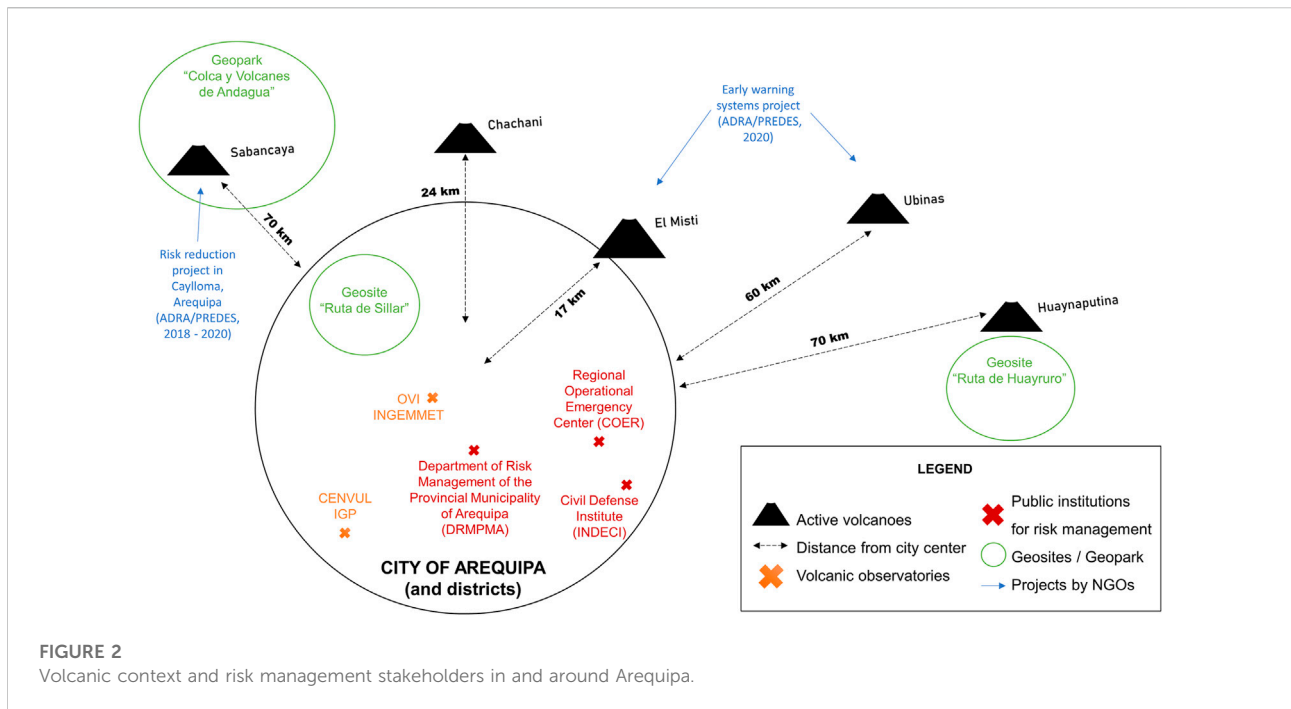 Geopark
“Colca y Volcanes
de Andagua”
Sabancaya
70 km
Risk reduction
project in
Caylloma,
Arequipa
(ADRA/PREDES,
2018 - 2020)
Chachani
24 km
Early warning
systems project
(ADRA/PREDES,
2020)
El Misti
17 km
Ubinas
60 km
Huaynaputina
70 km
Geosite
“Ruta de Huayruro”
Geosite
“Ruta de Sillar”
OVI
INGEMMET
CENVUL
IGP
Department of Risk
Management of the
Provincial Municipality
of Arequipa
(DRMPMA)
Regional
Operational
Emergency
Center (COER)
Civil Defense
Institute
(INDECI)
CITY OF AREQUIPA
(and districts)
LEGEND
Active volcanoes
Distance from city center
Volcanic observatories
Public institutions
for risk management
Geosites / Geopark
Projects by NGOs
FIGURE 2
Volcanic context and risk management stakeholders in and around Arequipa.